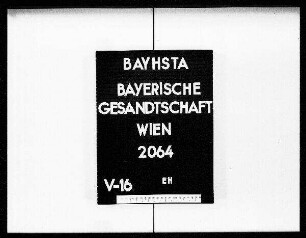 BAYHSTA
BAYERISCHE
GESANDTSCHAFT
WIEN
2064
V-16 EH